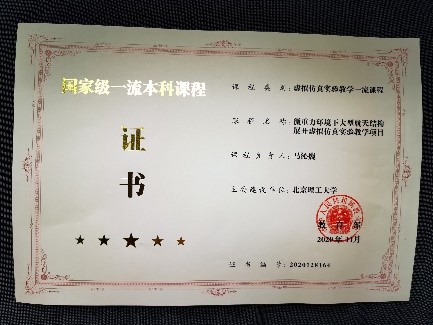 国家级一流本科课程
证
书
课程类别：虚拟仿真实验教学一流课程
课程名称：微重力环境下大型航天结构
展开虚拟仿真实验教学项目
课程负责人：马沁巍
主要建设单位：北京理工大学
教育部
2020年11月
证书编号：2020128164